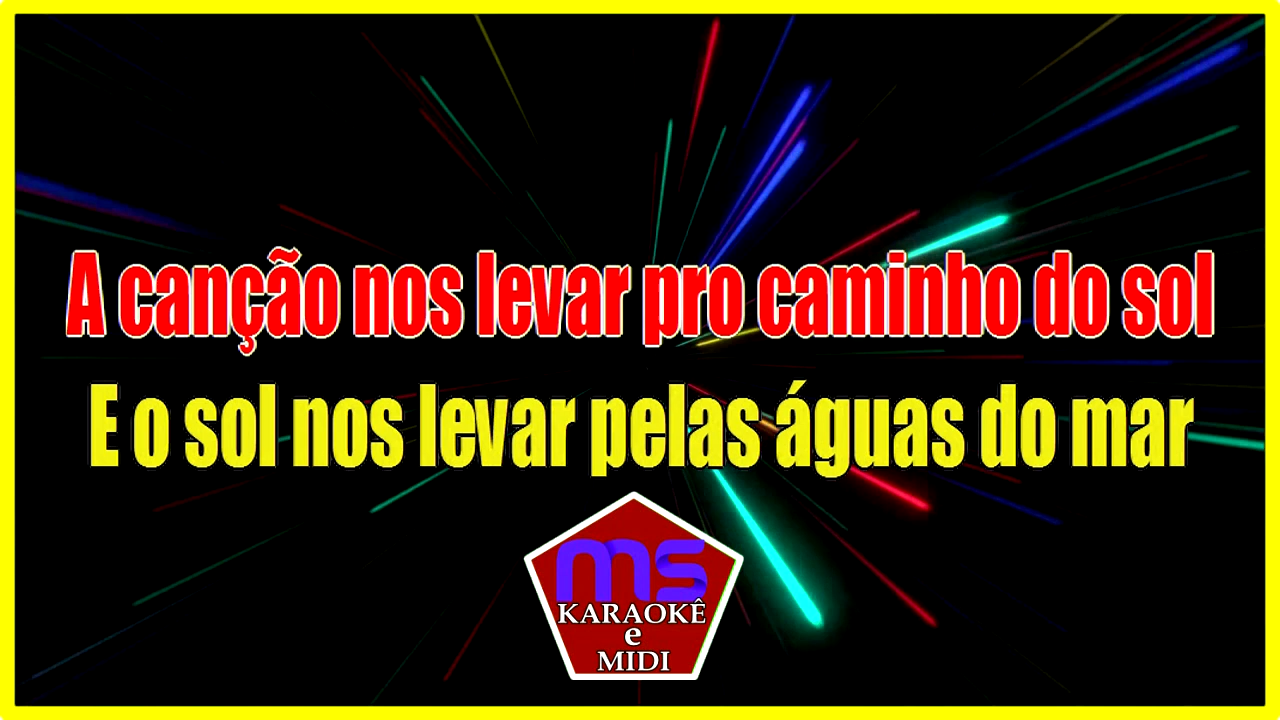 A canção nos levar pro caminho do sol
E o sol nos levar pelas águas do mar
ms
KARAOKÊ
e
MIDI